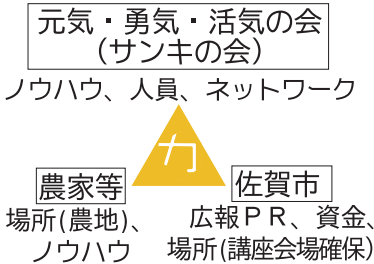 元気・勇気・活気の会
（サンキの会）
ノウハウ、人員、ネットワーク
力
農家等
場所(農地)、
ノウハウ
佐賀市
広報ＰＲ、資金、
場所(講座会場確保)